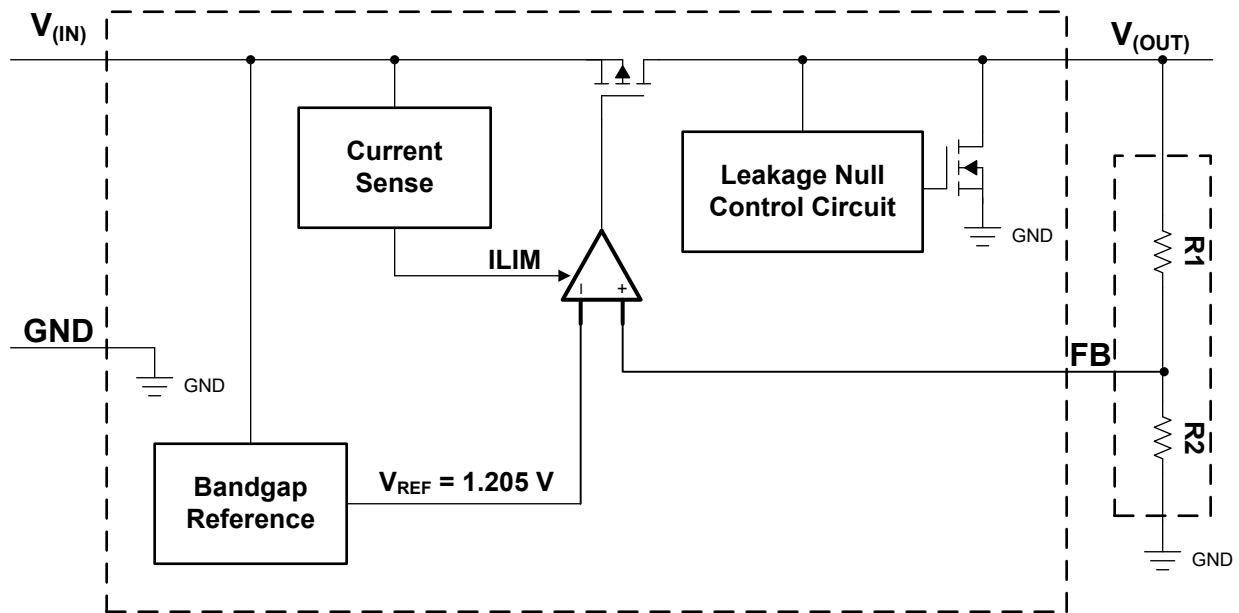 V(IN)
V(OUT)
Current
Sense
Leakage Null
Control Circuit
GND
R1
ILIM
– +
GND
GND
FB
R2
Bandgap
Reference
VREF = 1.205 V
GND